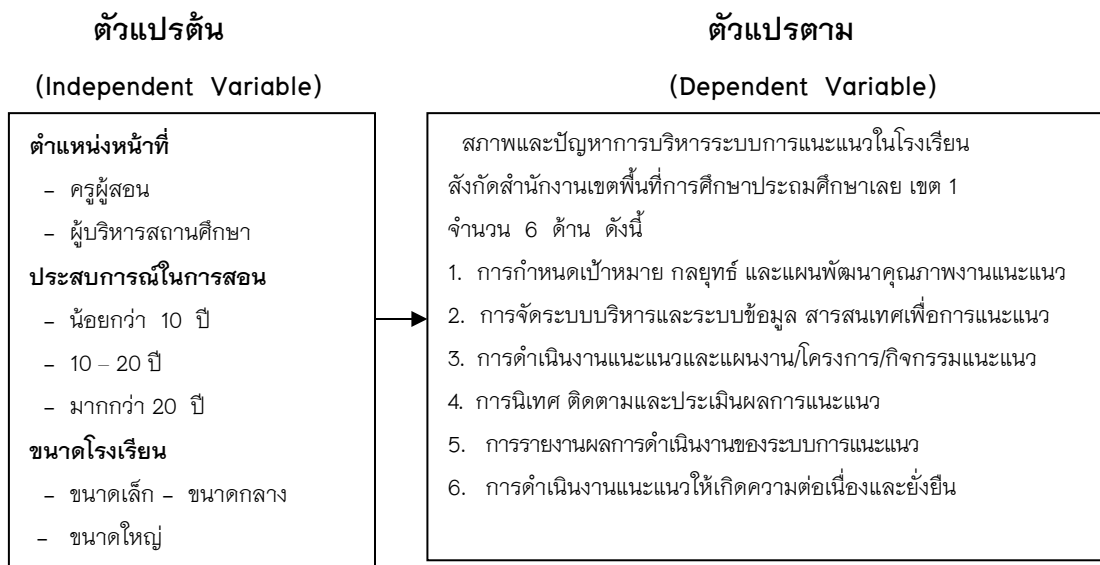 ตัวแปรต้น
(Independent Variable)
ตำแหน่งหน้าที่
- ครูผู้สอน
- ผู้บริหารสถานศึกษา
ประสบการณ์ในการสอน
- น้อยกว่า 10 ปี
- 10 – 20 ปี
- มากกว่า 20 ปี
ขนาดโรงเรียน
- ขนาดเล็ก - ขนาดกลาง
- ขนาดใหญ่
ตัวแปรตาม
(Dependent Variable)
สภาพและปัญหาการบริหารระบบการแนะแนวในโรงเรียน
สังกัดสำนักงานเขตพื้นที่การศึกษาประถมศึกษาเลย เขต 1
จำนวน 6 ด้าน ดังนี้
1. การกำหนดเป้าหมาย กลยุทธ์ และแผนพัฒนาคุณภาพงานแนะแนว
2. การจัดระบบบริหารและระบบข้อมูล สารสนเทศเพื่อการแนะแนว
3. การดำเนินงานแนะแนวและแผนงาน/โครงการ/กิจกรรมแนะแนว
4. การนิเทศ ติดตามและประเมินผลการแนะแนว
5. การรายงานผลการดำเนินงานของระบบการแนะแนว
6. การดำเนินงานแนะแนวให้เกิดความต่อเนื่องและยั่งยืน